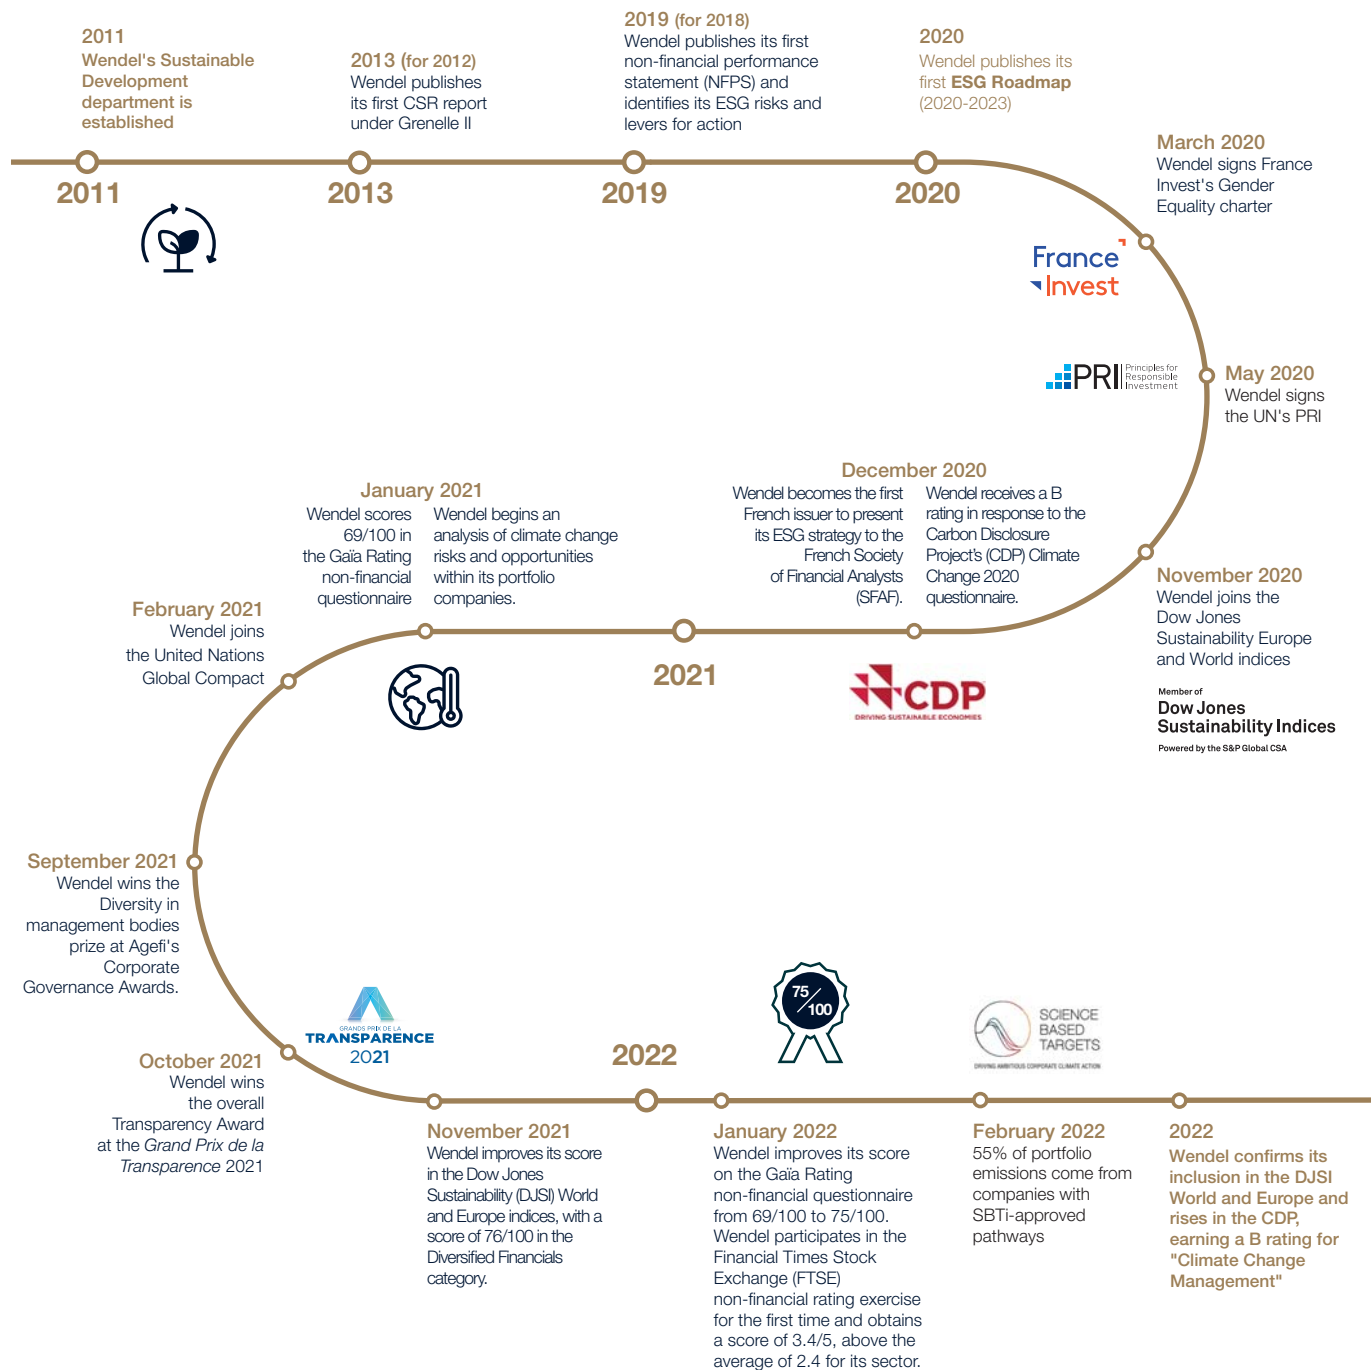 2011
Wendel's Sustainable
Development
department is
established
2013 (for 2012)
Wendel publishes
its first CSR report
under Grenelle II
2019 (for 2018)
Wendel publishes its first
non-financial performance
statement (NFPS) and
identifies its ESG risks and
levers for action
2020
Wendel publishes its
first ESG Roadmap
(2020-2023)
2011
2013
2019
2020
March 2020
Wendel signs France
Invest's Gender
Equality charter
France
Invest
PRI
Principles for
Responsible
Investment
May 2020
Wendel signs
the UN's PRI
November 2020
Wendel joins the
Dow Jones
Sustainability Europe
and World indices
Member of
Dow Jones
Sustainability Indices
Powered by the S&P Global CSA
December 2020
Wendel becomes the first
French issuer to present
its ESG strategy to the
French Society
of Financial Analysts
(SFAF).
Wendel receives a B
rating in response to the
Carbon Disclosure
Project's (CDP) Climate
Change 2020
questionnaire.
CDP
DRIVING SUSTAINABLE ECONOMIES
2021
January 2021
Wendel scores
69/100 in
the Gaïa Rating
non-financial
questionnaire
Wendel begins an
analysis of climate change
risks and opportunities
within its portfolio
companies.
February 2021
Wendel joins
the United Nations
Global Compact
September 2021
Wendel wins the
Diversity in
management bodies
prize at Agefi's
Corporate
Governance Awards.
October 2021
Wendel wins
the overall
Transparency Award
at the Grand Prix de la
Transparence 2021
GRANDS PRIX DE LA
TRANSPARENCE
2021
November 2021
Wendel improves its score
in the Dow Jones
Sustainability (DJSI) World
and Europe indices, with a
score of 76/100 in the
Diversified Financials
category.
2022
75/100
January 2022
Wendel improves its score
on the Gaïa Rating
non-financial questionnaire
from 69/100 to 75/100.
Wendel participates in the
Financial Times Stock
Exchange (FTSE)
non-financial rating exercise
for the first time and obtains
a score of 3.4/5, above the
average of 2.4 for its sector.
SCIENCE
BASED
TARGETS
DRIVING AMBITIOUS CORPORATE CLIMATE ACTION
February 2022
55% of portfolio
emissions come from
companies with
SBTi-approved
pathways
2022
Wendel confirms its
inclusion in the DJSI
World and Europe and
rises in the CDP,
earning a B rating for
"Climate Change
Management"